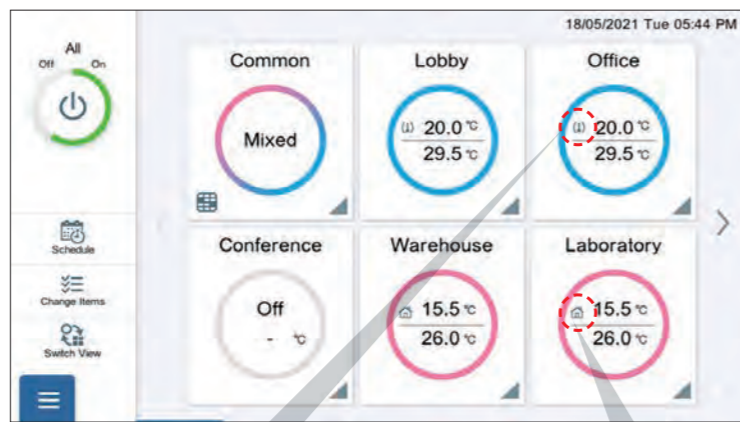 18/05/2021 Tue 05:44 PM
All
Off On
Schedule
Change Items
Switch View
Common
Mixed
Lobby
20.0 °C
29.5 °C
Office
20.0 °C
29.5 °C
Conference
Off
- °C
Warehouse
15.5 °C
26.0 °C
Laboratory
15.5 °C
26.0 °C